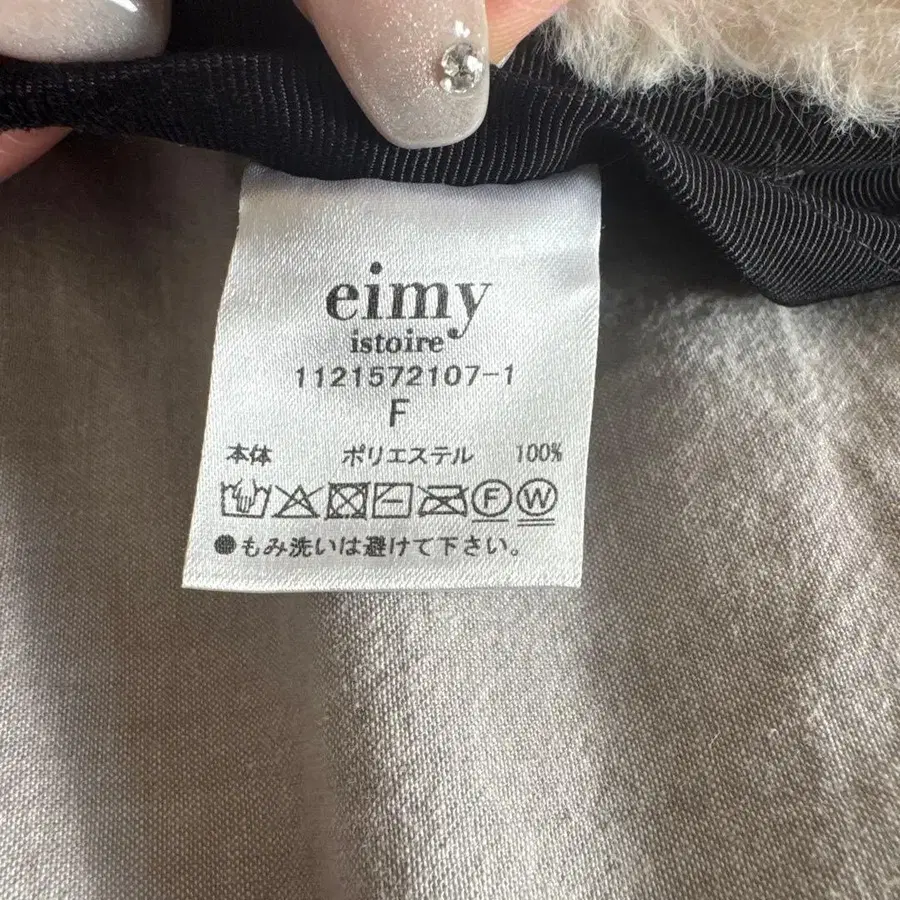 eimy
istoire
1121572107-1
F
本体 ポリエステル 100%
F W
●もみ洗いは避けて下さい。